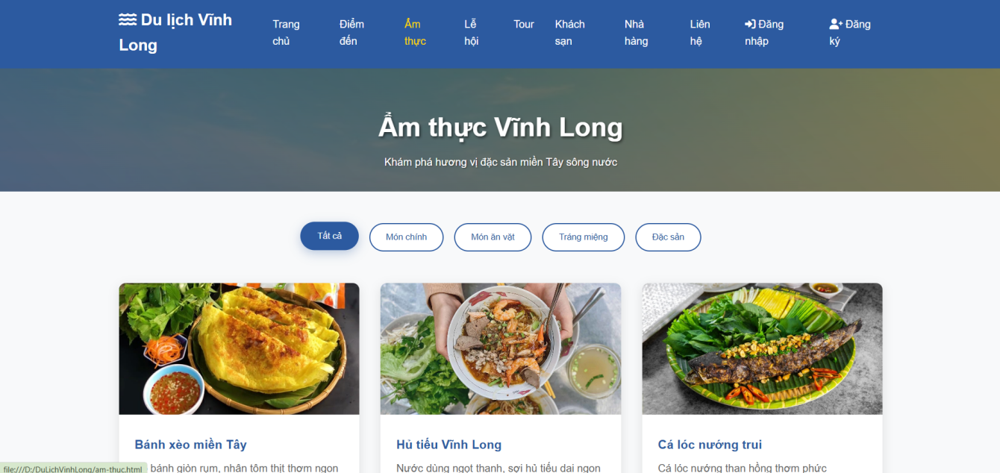 Du lịch Vĩnh
Long
Trang
chủ
Điểm
đến
Ẩm
thực
Lễ
hội
Tour
Khách
sạn
Nhà
hàng
Liên
hệ
Đăng
nhập
Đăng
ký
Ẩm thực Vĩnh Long
Khám phá hương vị đặc sản miền Tây sông nước
Tất cả
Món chính
Món ăn vặt
Tráng miệng
Đặc sản
Bánh xèo miền Tây
Hủ tiếu Vĩnh Long
Cá lóc nướng trui
bánh giòn rụm, nhân tôm thịt thơm ngon
Nước dùng ngọt thanh, sợi hủ tiếu dai ngon
Cá lóc nướng than hồng thơm phức
file:///D:/DuLichVinhLong/am-thuc.html